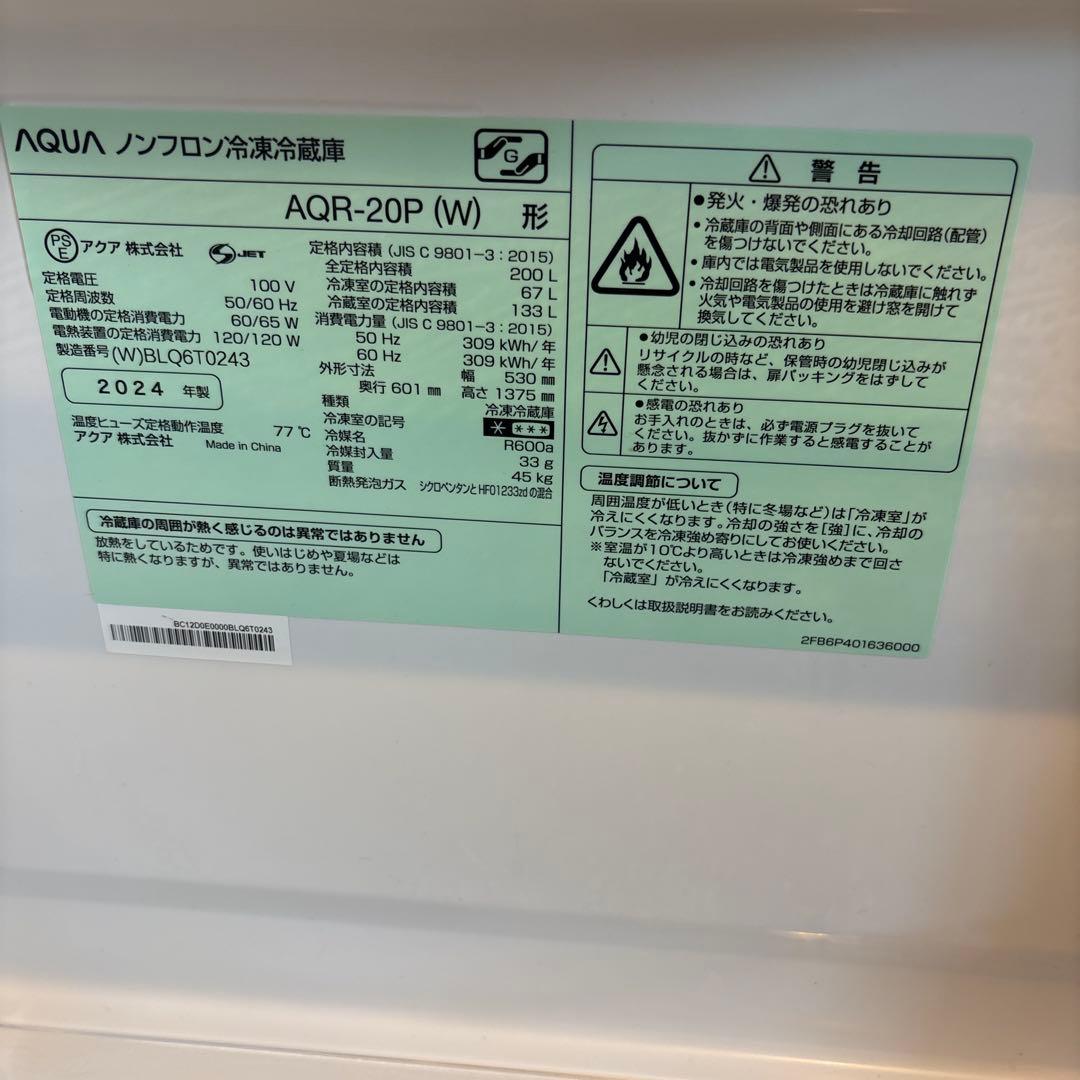 AQUA ノンフロン冷凍冷蔵庫
G
AQR-20P (W) 形
PS
E
アクア 株式会社
S JET
定格電圧 100 V
定格周波数 50/60 Hz
電動機の定格消費電力 60/65 W
電熱装置の定格消費電力 120/120 W
製造番号 (W)BLQ6T0243
2024 年製
温度ヒューズ定格動作温度 77 ℃
アクア 株式会社 Made in China
定格内容積 (JIS C 9801-3 : 2015)
全定格内容積 200 L
冷凍室の定格内容積 67 L
冷蔵室の定格内容積 133 L
消費電力量 (JIS C 9801-3 : 2015)
50 Hz 309 kWh/年
60 Hz 309 kWh/年
外形寸法 幅 530 ㎜
奥行 601 ㎜ 高さ 1375 ㎜
種類 冷凍冷蔵庫
冷凍室の記号 * ***
冷媒名 R600a
冷媒封入量 33 g
質量 45 kg
断熱発泡ガス シクロペンタンとHFO1233zdの混合
冷蔵庫の周囲が熱く感じるのは異常ではありません
放熱をしているためです。使いはじめや夏場などは
特に熱くなりますが、異常ではありません。
BC12D0E0000BLQ6T0243
警告
●発火・爆発の恐れあり
・冷蔵庫の背面や側面にある冷却回路(配管)
を傷つけないでください。
・庫内では電気製品を使用しないでください。
・冷却回路を傷つけたときは冷蔵庫に触れず
火気や電気製品の使用を避け窓を開けて
換気してください。
●幼児の閉じ込みの恐れあり
リサイクルの時など、保管時の幼児閉じ込みが
懸念される場合は、扉パッキングをはずして
ください。
●感電の恐れあり
お手入れのときは、必ず電源プラグを抜いて
ください。抜かずに作業すると感電することが
あります。
温度調節について
周囲温度が低いとき(特に冬場など)は「冷凍室」が
冷えにくくなります。冷却の強さを[強]に、冷却の
バランスを冷凍強め寄りにしてお使いください。
※室温が10℃より高いときは冷凍強めまで回さ
ないでください。
「冷蔵室」が冷えにくくなります。
くわしくは取扱説明書をお読みください。
2FB6P401636000